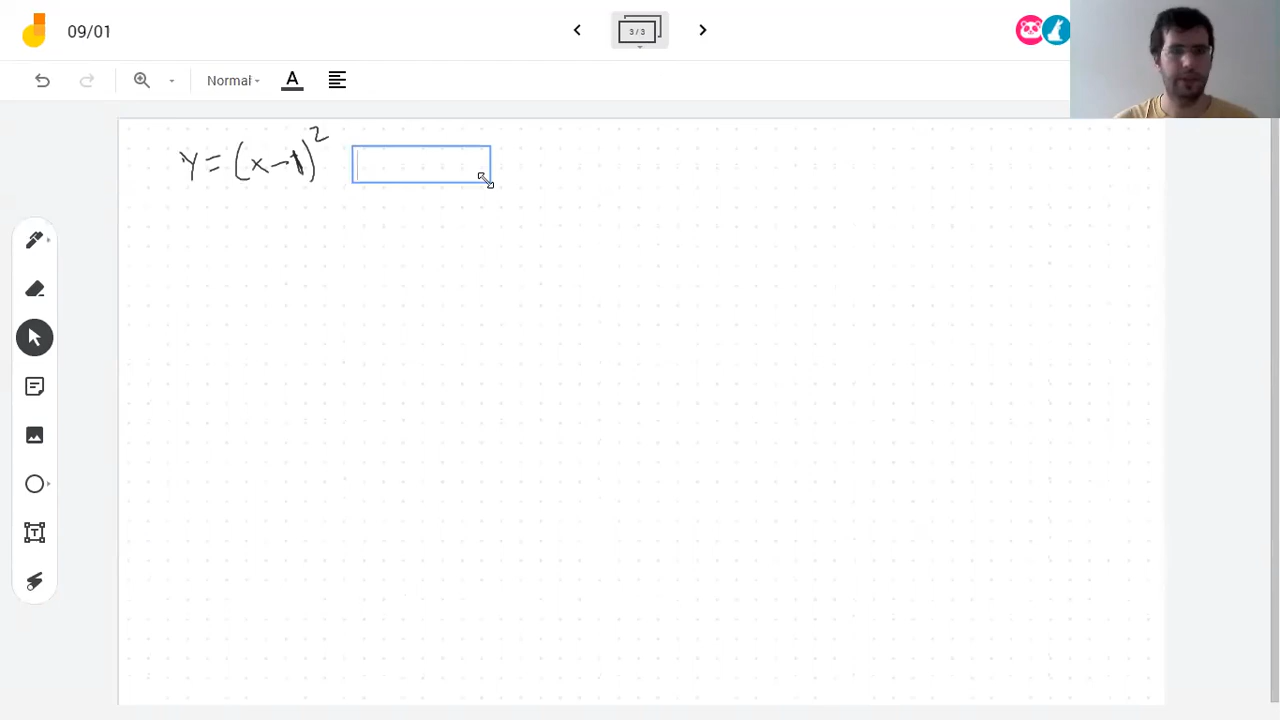 09/01
3 / 3
Normal
A
y = (x-1)²
T